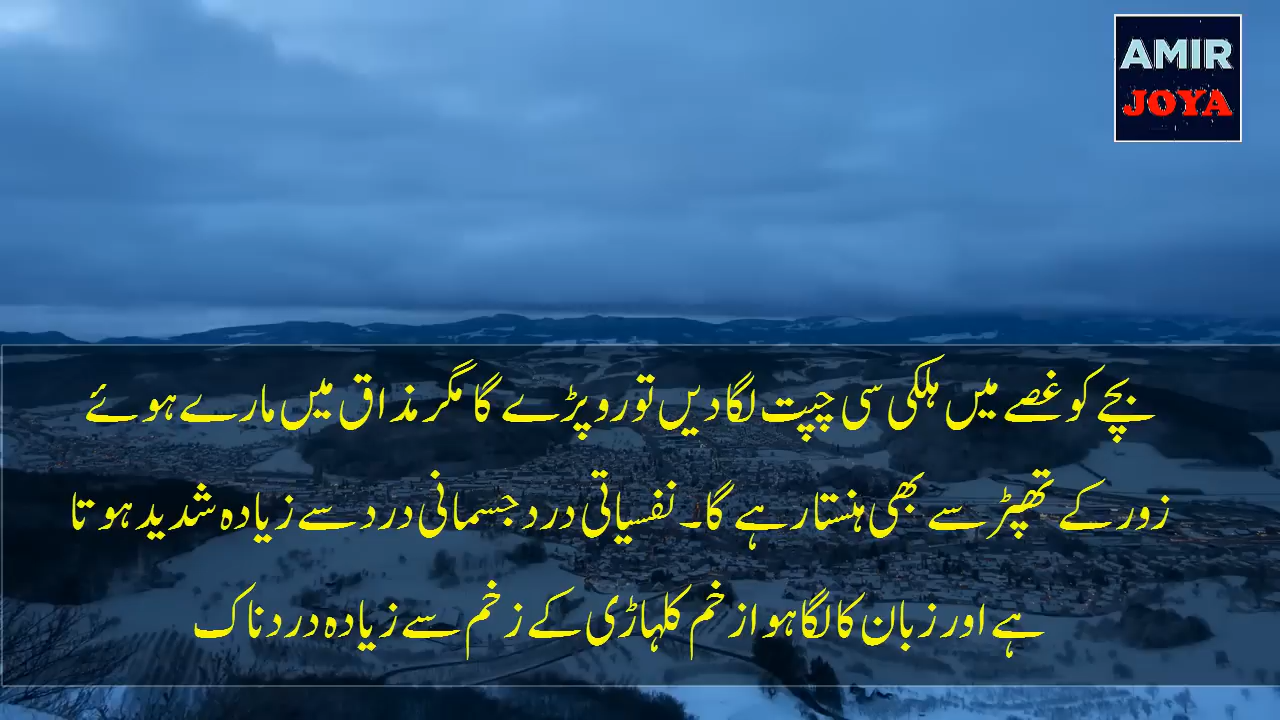 AMIR
JOYA
بچے کو غصے میں ہلکی سی چپت لگا دیں تو رو پڑے گا مگر مذاق میں مارے ہوئے
زور کے تھپڑ سے بھی ہنستا رہے گا۔ نفسیاتی درد جسمانی درد سے زیادہ شدید ہوتا
ہے اور زبان کا لگا ہوا زخم کلہاڑی کے زخم سے زیادہ دردناک